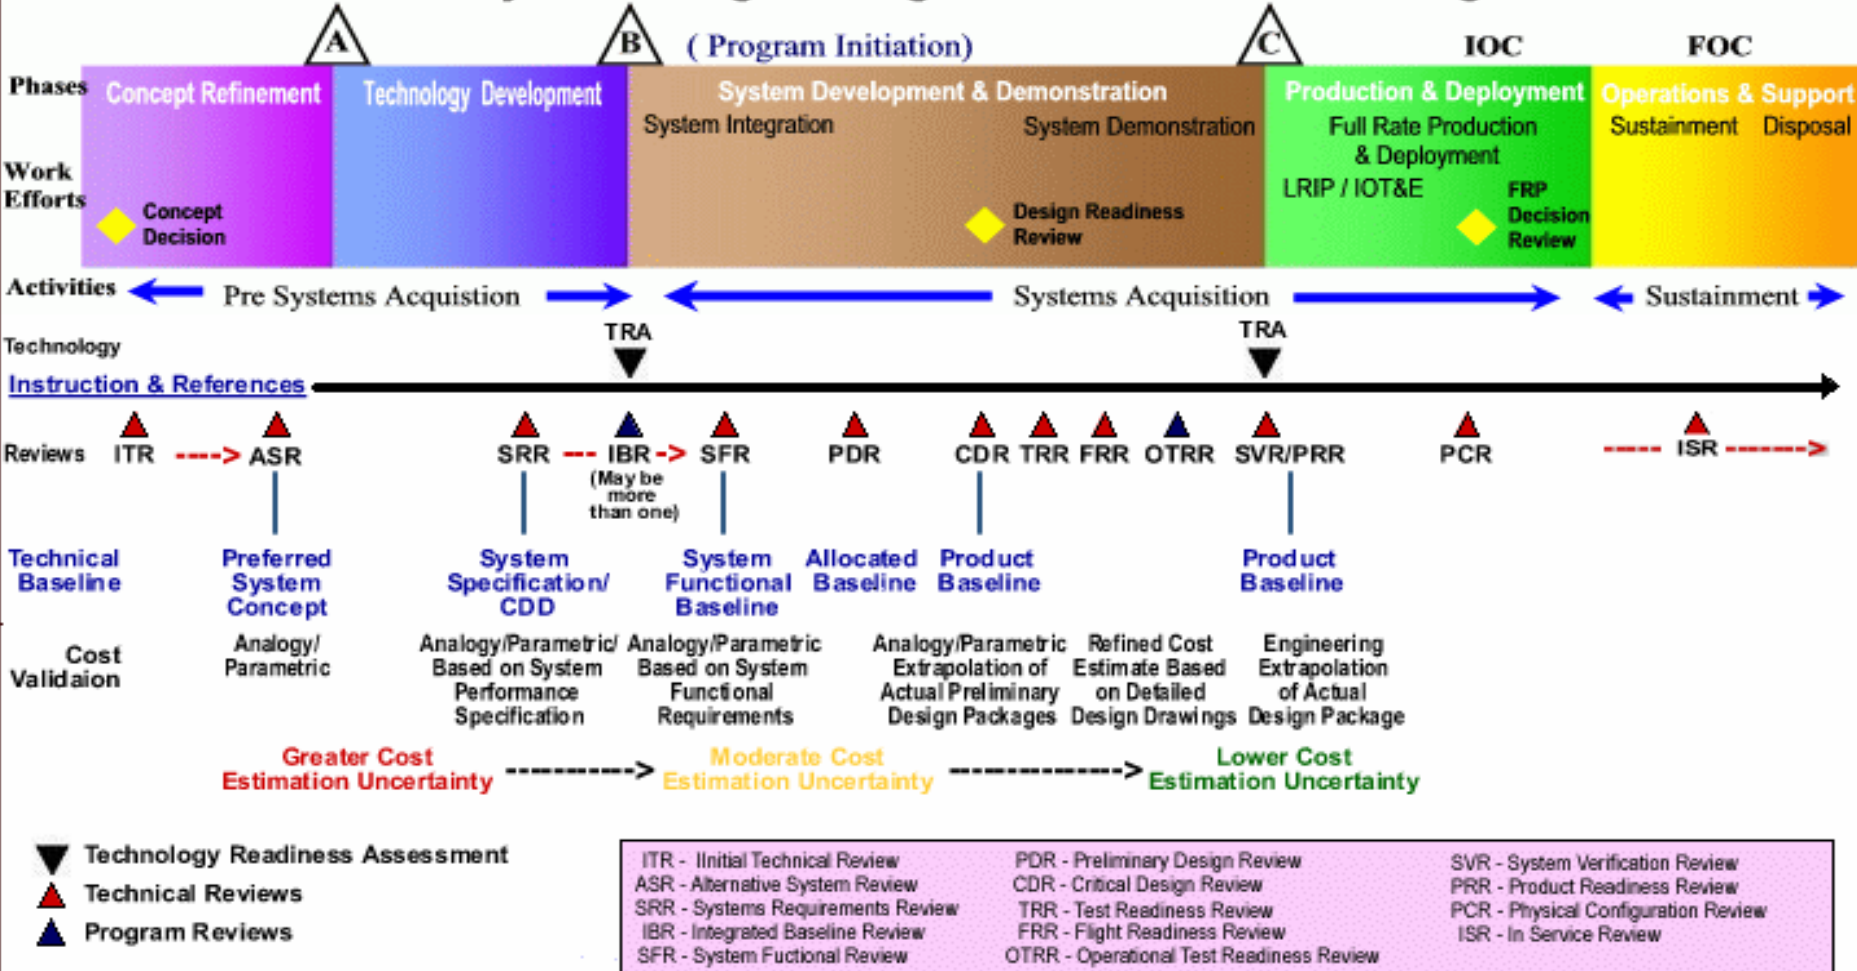 A
B
( Program Initiation)
C
IOC
FOC
Phases
Concept Refinement
Technology Development
System Development & Demonstration
Production & Deployment
Operations & Support
System Integration
System Demonstration
Full Rate Production
& Deployment
Sustainment
Disposal
Work
Efforts
LRIP / IOT&E
Concept
Decision
Design Readiness
Review
FRP
Decision
Review
Activities
Pre Systems Acquistion
Systems Acquisition
Sustainment
TRA
TRA
Technology
Instruction & References
Reviews
ITR
ASR
SRR
IBR
SFR
PDR
CDR
TRR
FRR
OTRR
SVR/PRR
PCR
ISR
(May be
more
than one)
Technical
Baseline
Preferred
System
Concept
System
Specification/
CDD
System
Functional
Baseline
Allocated
Baseline
Product
Baseline
Product
Baseline
Cost
Validaion
Analogy/
Parametric
Analogy/Parametric/
Based on System
Performance
Specification
Analogy/Parametric
Based on System
Functional
Requirements
Analogy/Parametric
Extrapolation of
Actual Preliminary
Design Packages
Refined Cost
Estimate Based
on Detailed
Design Drawings
Engineering
Extrapolation
of Actual
Design Package
Greater Cost
Estimation Uncertainty
Moderate Cost
Estimation Uncertainty
Lower Cost
Estimation Uncertainty
Technology Readiness Assessment
Technical Reviews
Program Reviews
ITR - IInitial Technical Review
ASR - Alternative System Review
SRR - Systems Requirements Review
IBR - Integrated Baseline Review
SFR - System Fuctional Review
PDR - Preliminary Design Review
CDR - Critical Design Review
TRR - Test Readiness Review
FRR - Flight Readiness Review
OTRR - Operational Test Readiness Review
SVR - System Verification Review
PRR - Product Readiness Review
PCR - Physical Configuration Review
ISR - In Service Review